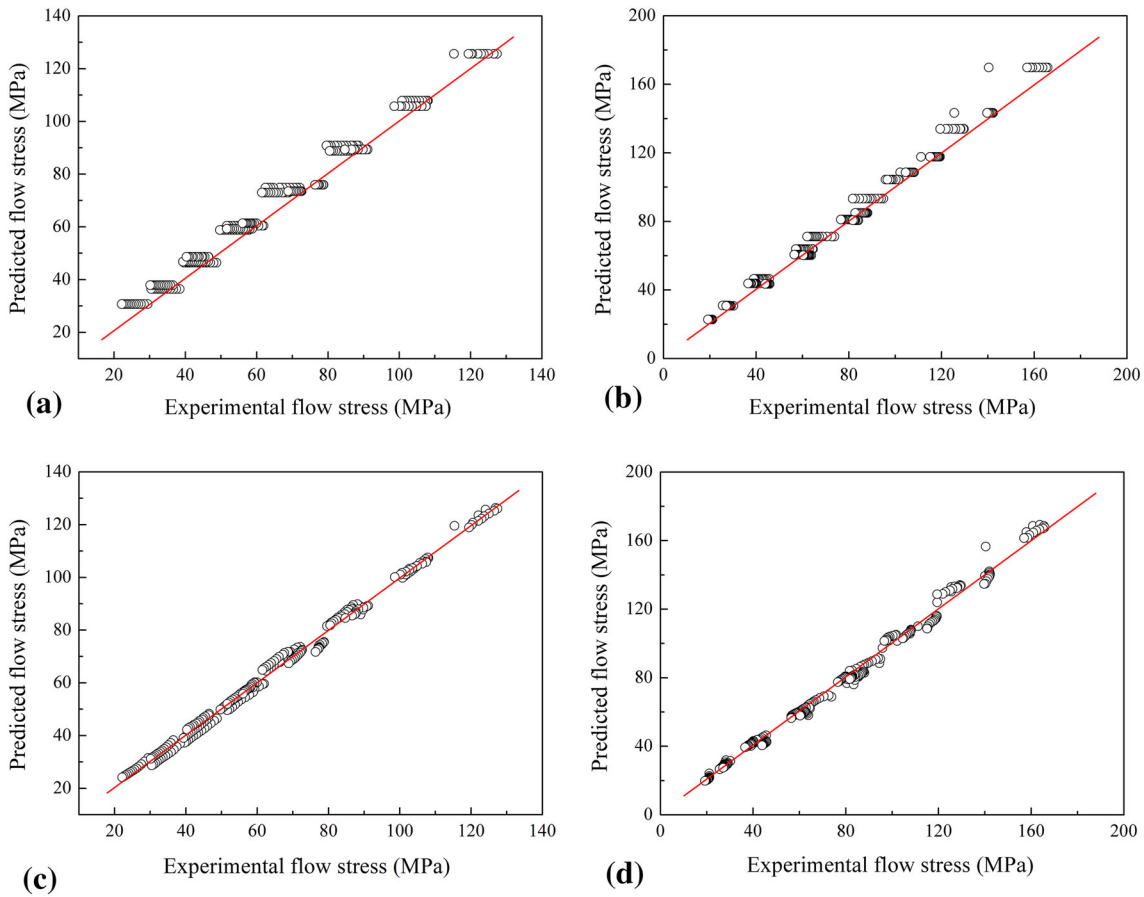 140
120
100
80
60
40
20
Predicted flow stress (MPa)
20 40 60 80 100 120 140
Experimental flow stress (MPa)
(a)
200
160
120
80
40
0
Predicted flow stress (MPa)
0 40 80 120 160 200
Experimental flow stress (MPa)
(b)
140
120
100
80
60
40
20
Predicted flow stress (MPa)
20 40 60 80 100 120 140
Experimental flow stress (MPa)
(c)
200
160
120
80
40
0
Predicted flow stress (MPa)
0 40 80 120 160 200
Experimental flow stress (MPa)
(d)